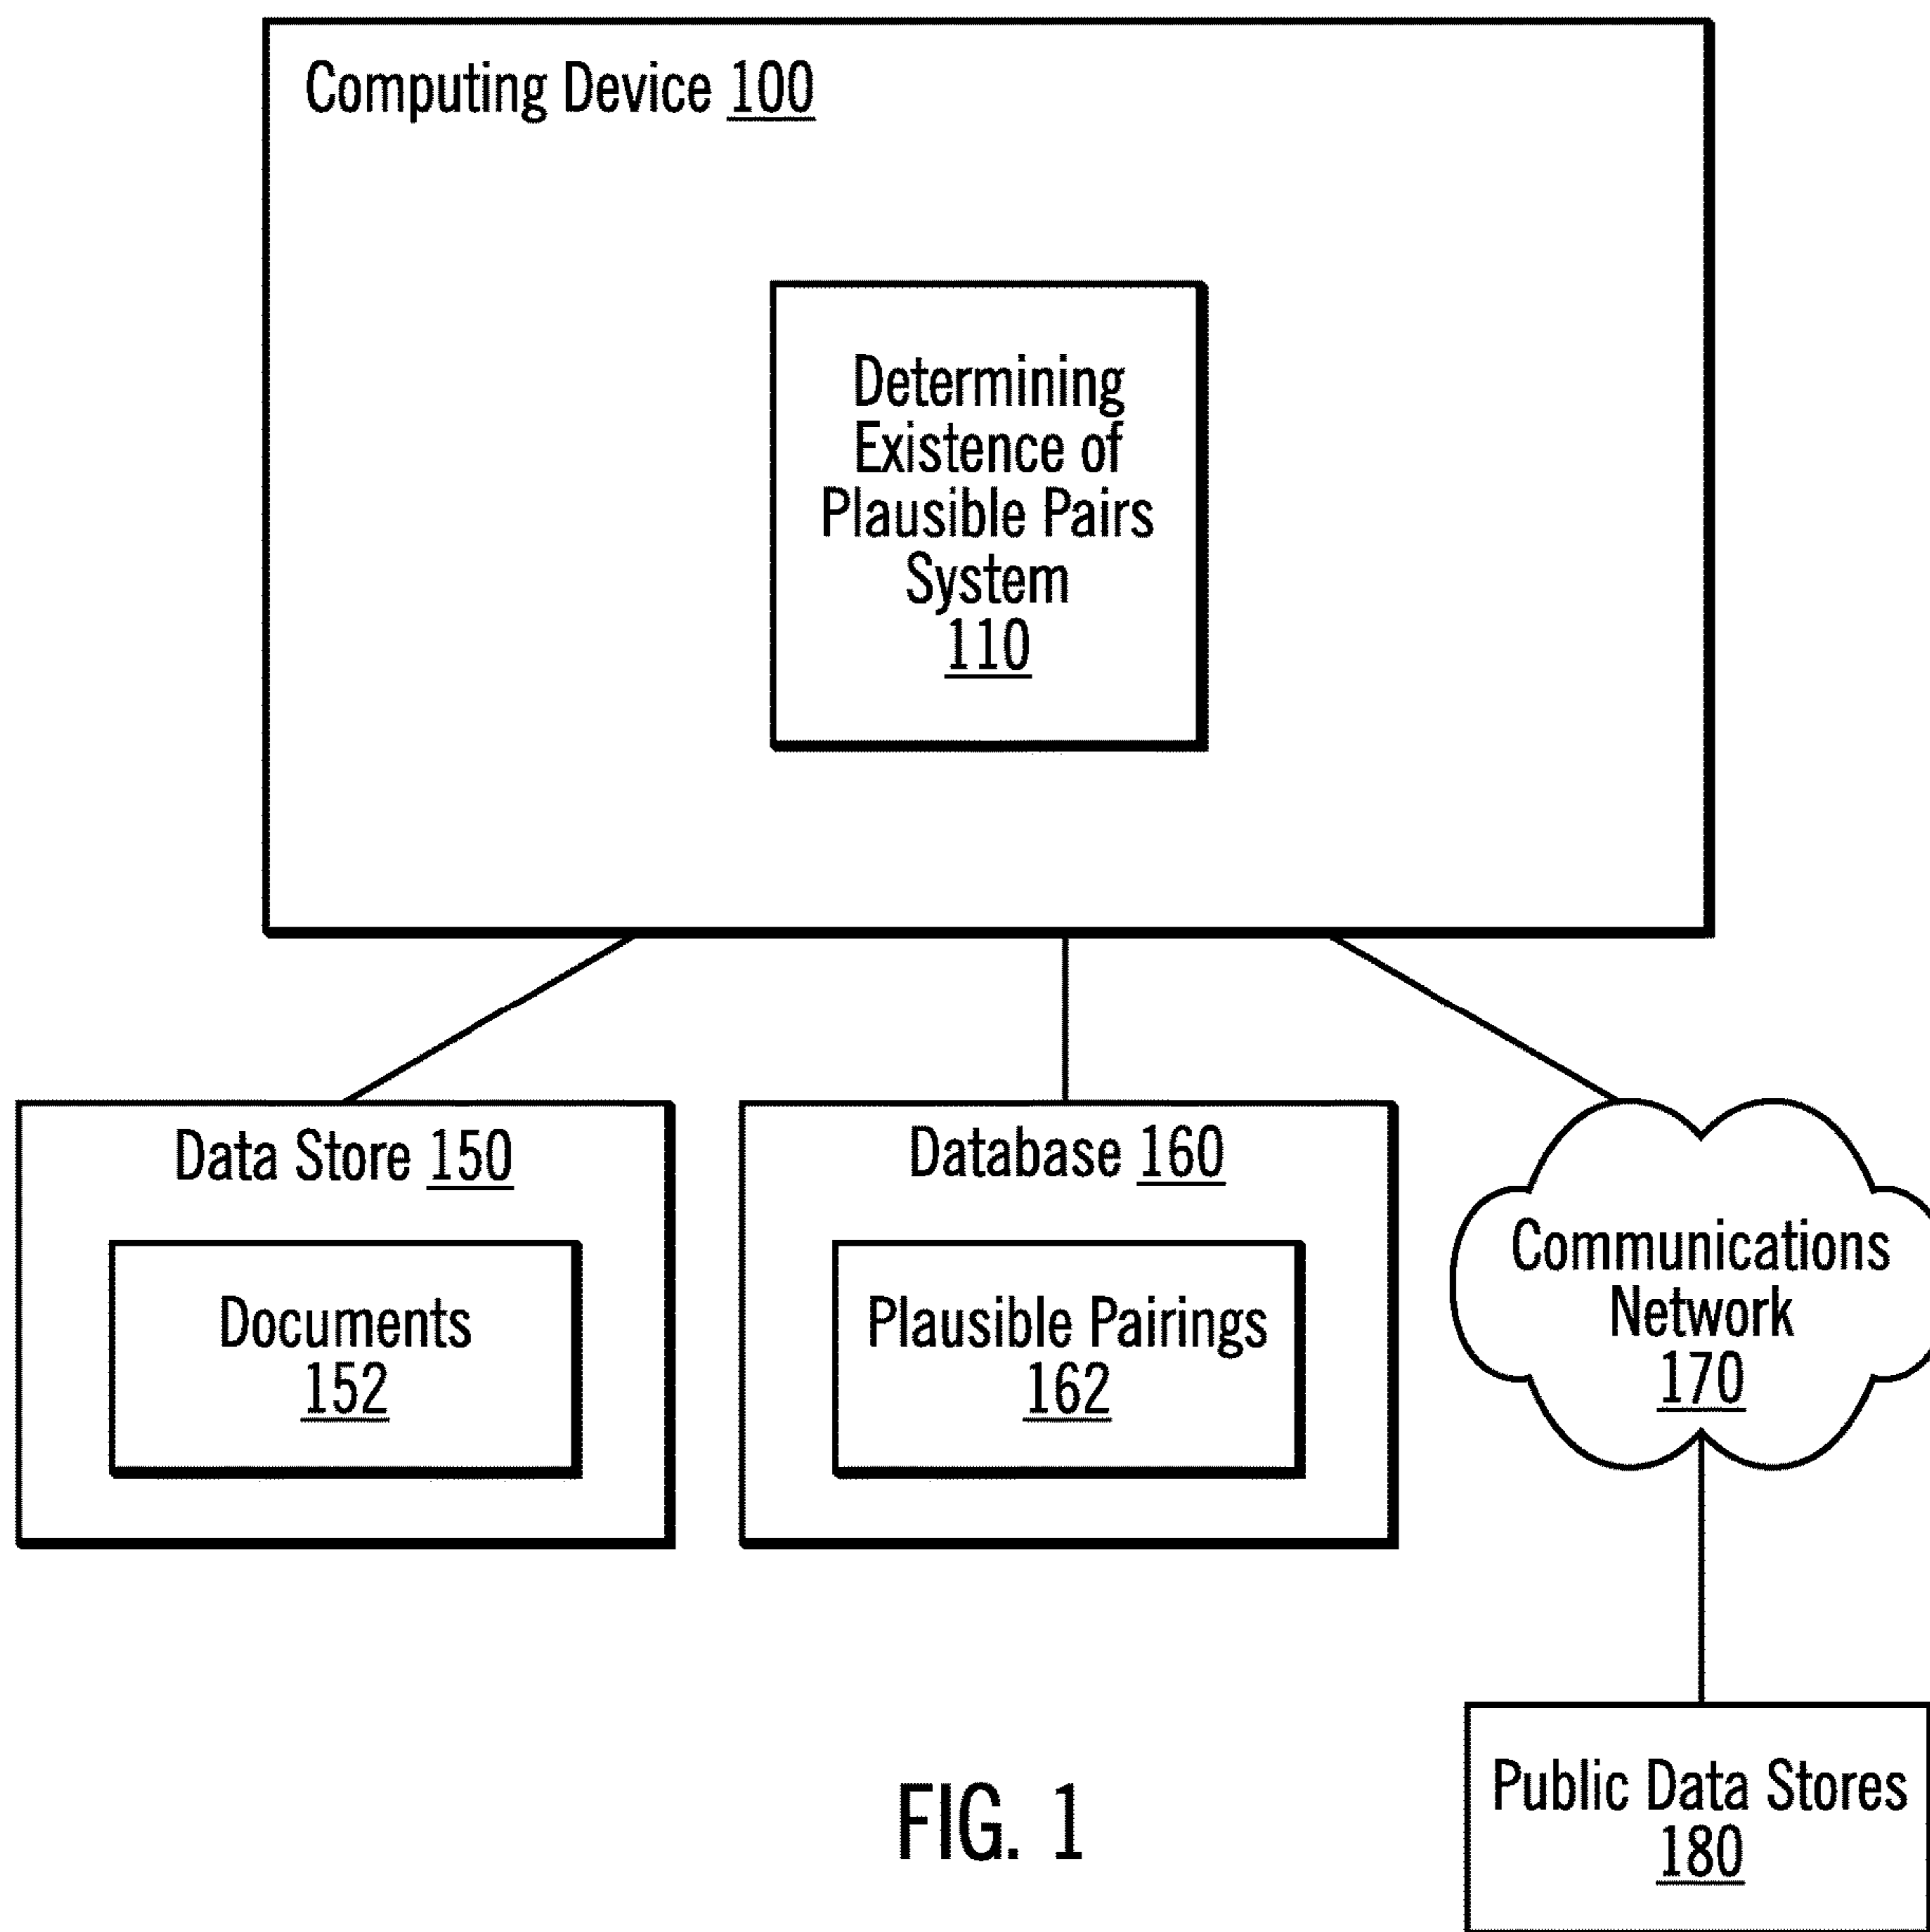 Computing Device 100
Determining
Existence of
Plausible Pairs
System
110
Data Store 150
Documents
152
Database 160
Plausible Pairings
162
Communications
Network
170
Public Data Stores
180
FIG. 1